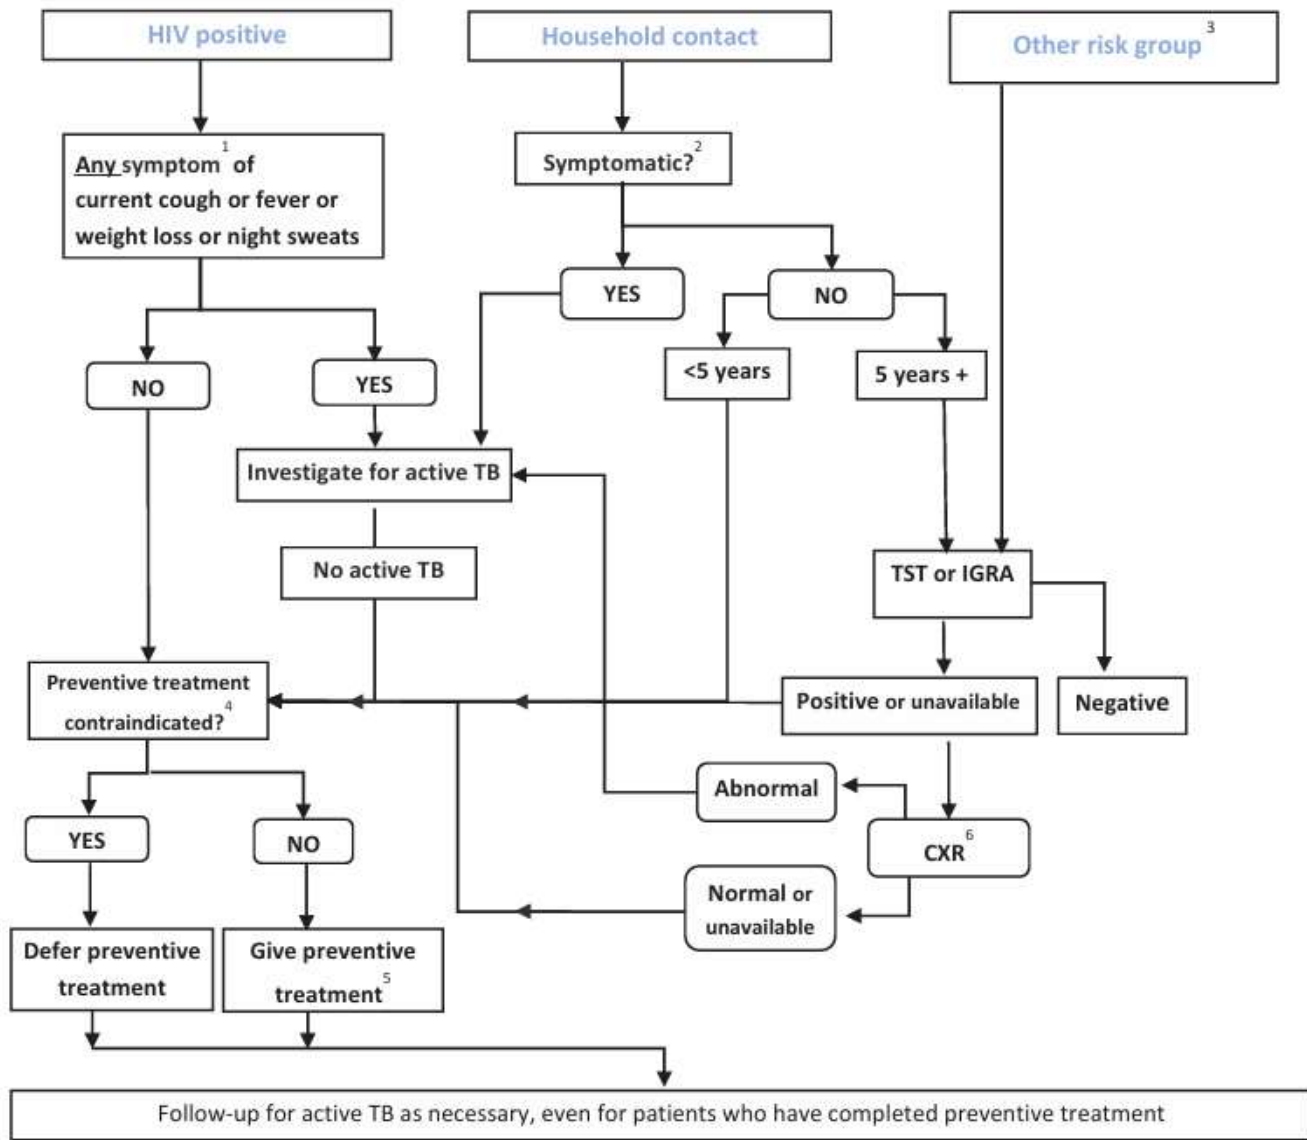 HIV positive
Household contact
Other risk group 3
Any symptom 1 of
current cough or fever or
weight loss or night sweats
Symptomatic? 2
YES
NO
<5 years
5 years +
NO
YES
Investigate for active TB
No active TB
TST or IGRA
Preventive treatment
contraindicated? 4
Positive or unavailable
Negative
Abnormal
CXR 6
YES
NO
Normal or
unavailable
Defer preventive
treatment
Give preventive
treatment 5
Follow-up for active TB as necessary, even for patients who have completed preventive treatment